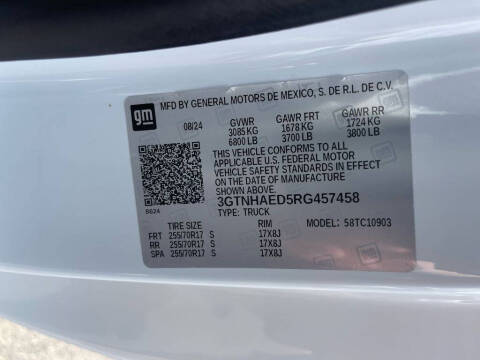 MFD BY GENERAL MOTORS DE MEXICO, S. DE R.L. DE C.V.
gm
08/24 GVWR GAWR FRT GAWR RR
3085 KG 1678 KG 1724 KG
6800 LB 3700 LB 3800 LB
THIS VEHICLE CONFORMS TO ALL
APPLICABLE U.S. FEDERAL MOTOR
VEHICLE SAFETY STANDARDS IN EFFECT
ON THE DATE OF MANUFACTURE
SHOWN ABOVE.
3GTNHAED5RG457458
TYPE: TRUCK
B624
TIRE SIZE RIM MODEL: 58TC10903
FRT 255/70R17 S 17X8J
RR 255/70R17 S 17X8J
SPA 255/70R17 S 17X8J